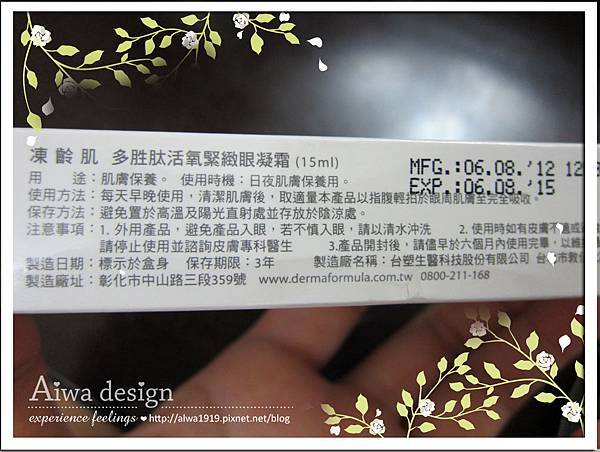 凍齡肌 多胜肽活氧緊緻眼凝霜 (15ml)
MFG.:06.08.'12 12
EXP.:06.08.'15
用 途：肌膚保養。 使用時機：日夜肌膚保養用。
使用方法：每天早晚使用，清潔肌膚後，取適量本產品以指腹輕拍於眼周肌膚至完全吸收。
保存方法：避免置於高溫及陽光直射處並存放於陰涼處。
注意事項：1. 外用產品，避免產品入眼，若不慎入眼，請以清水沖洗 2. 使用時如有皮膚不適
請停止使用並諮詢皮膚專科醫生 3.產品開封後，請儘早於六個月內使用完畢，以維
製造日期：標示於盒身 保存期限：3年 製造廠名稱：台塑生醫科技股份有限公司 台
製造廠址：彰化市中山路三段359號 www.dermaformula.com.tw 0800-211-168
Aiwa design
experience feelings ♥ http://aiwa1919.pixnet.net/blog